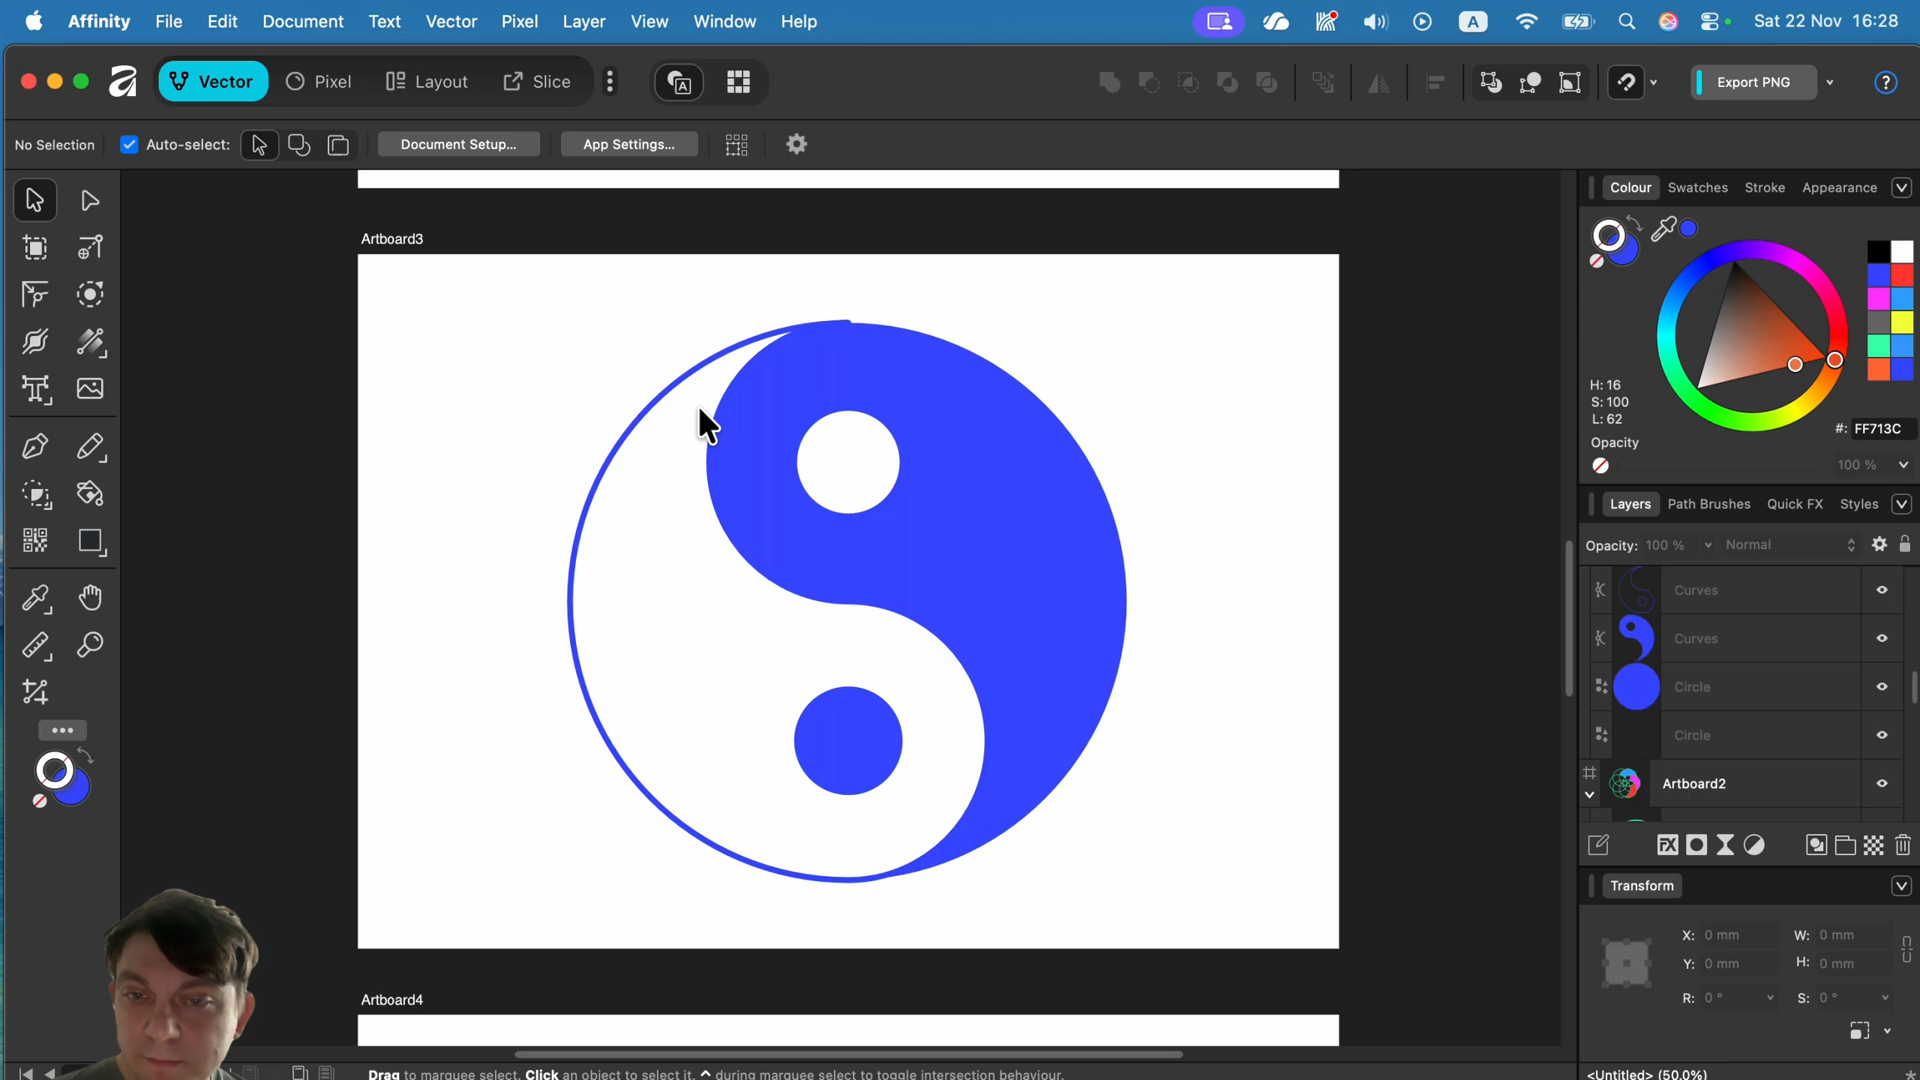 Affinity File Edit Document Text Vector Pixel Layer View Window Help A Sat 22 Nov 16:28
Vector Pixel Layout Slice A Export PNG ?
No Selection Auto-select: Document Setup... App Settings...
Colour Swatches Stroke Appearance
Artboard3
H: 16
S: 100
L: 62
#: FF713C
Opacity
100 %
Layers Path Brushes Quick FX Styles
Opacity: 100 % Normal
Curves
Curves
Circle
Circle
Artboard2
FX
Transform
X: 0 mm W: 0 mm
Y: 0 mm H: 0 mm
R: 0 ° S: 0 °
Artboard4
Drag to marquee select. Click an object to select it. ^ during marquee select to toggle intersection behaviour.
<Untitled> (50.0%)